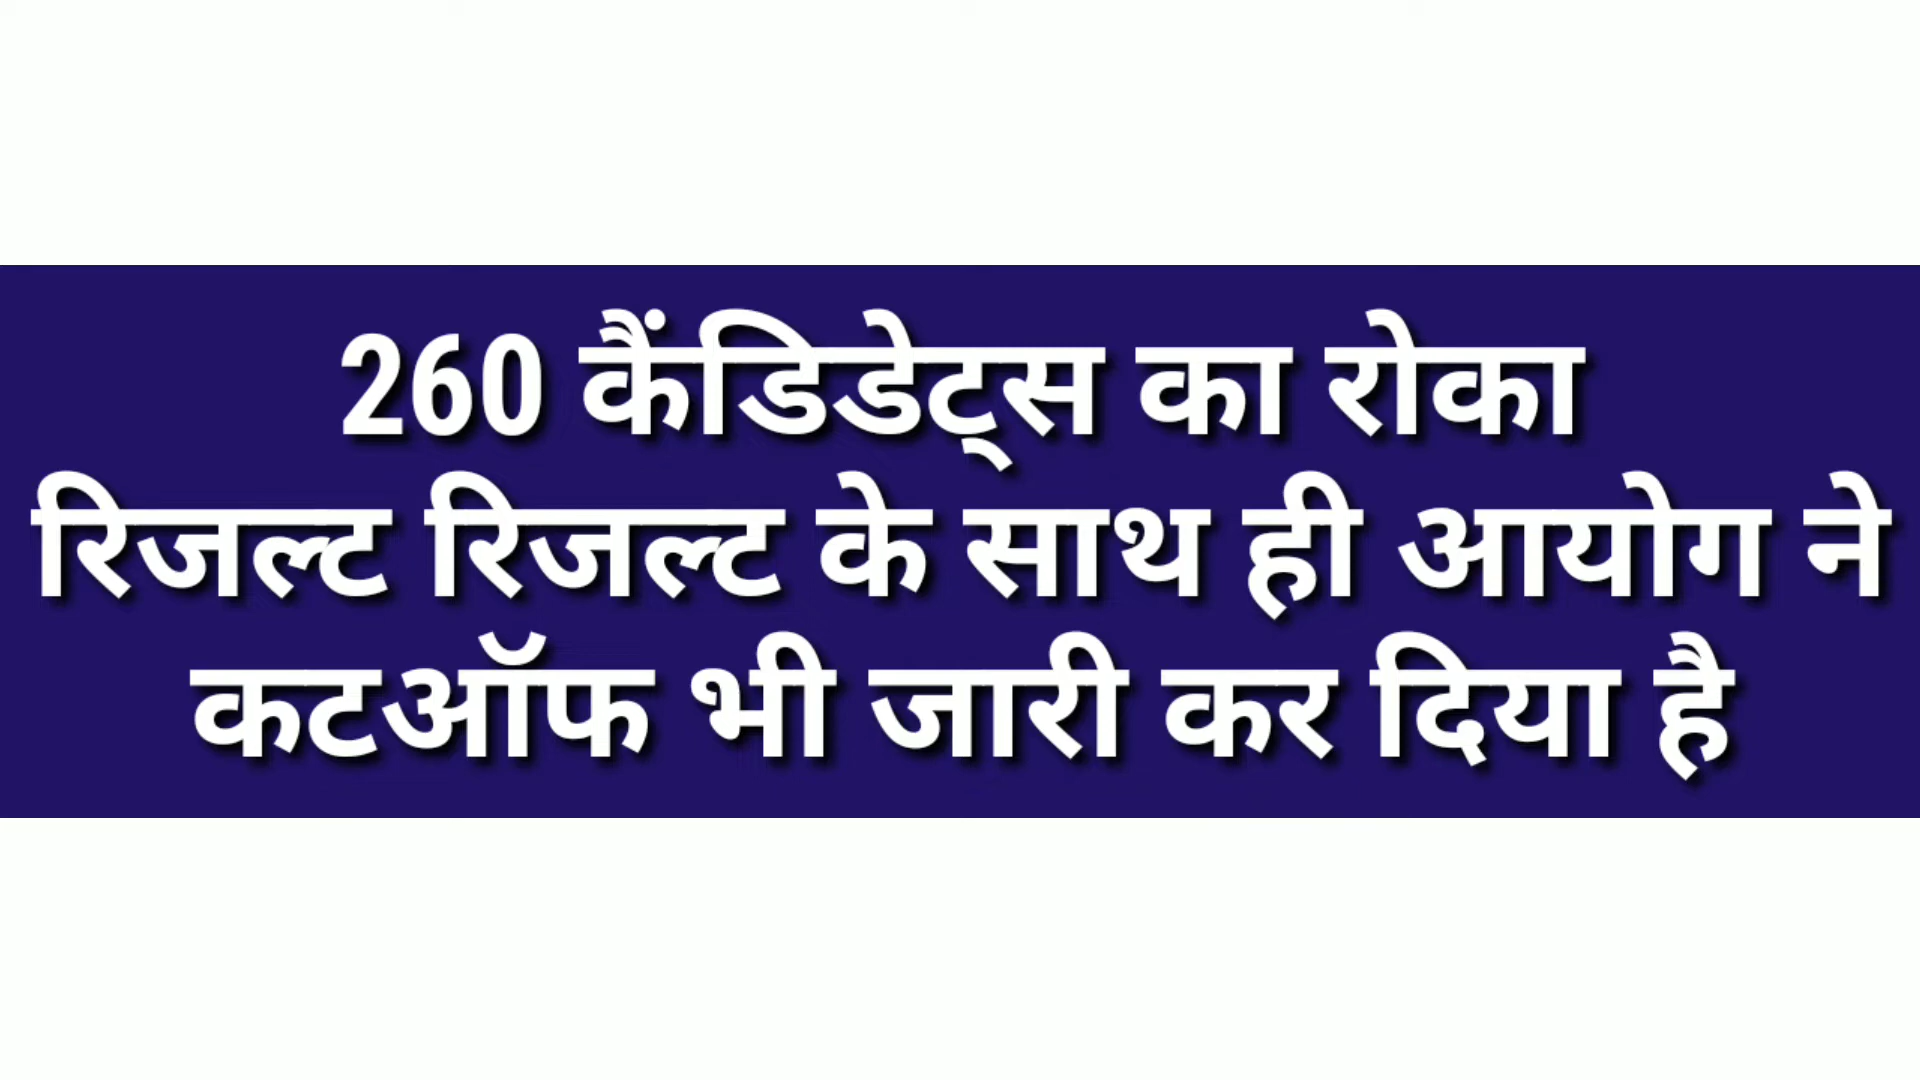 260 कैंडिडेट्स का रोका
रिजल्ट रिजल्ट के साथ ही आयोग ने
कटऑफ भी जारी कर दिया है